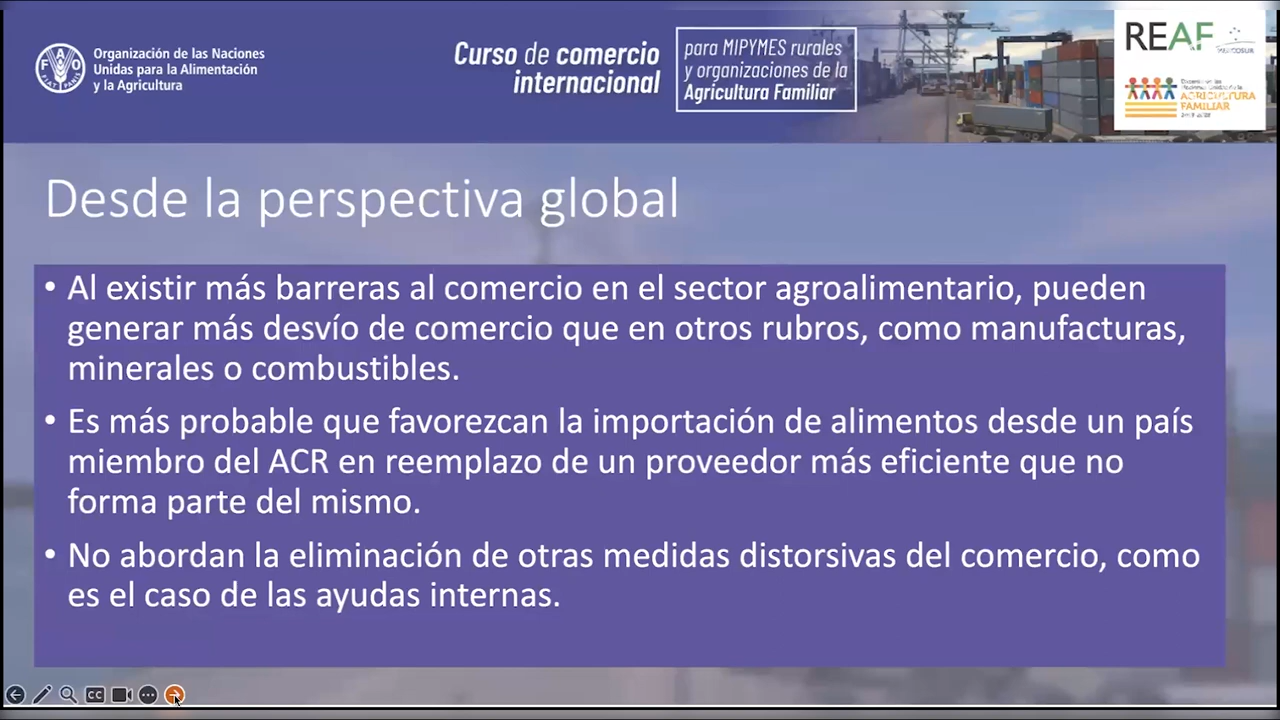 Organización de las Naciones
Unidas para la Alimentación
y la Agricultura
Curso de comercio
internacional
para MIPYMES rurales
y organizaciones de la
Agricultura Familiar
REAF
MERCOSUR
AGRICULTURA
FAMILIAR
Desde la perspectiva global
• Al existir más barreras al comercio en el sector agroalimentario, pueden
generar más desvío de comercio que en otros rubros, como manufacturas,
minerales o combustibles.
• Es más probable que favorezcan la importación de alimentos desde un país
miembro del ACR en reemplazo de un proveedor más eficiente que no
forma parte del mismo.
• No abordan la eliminación de otras medidas distorsivas del comercio, como
es el caso de las ayudas internas.
CC